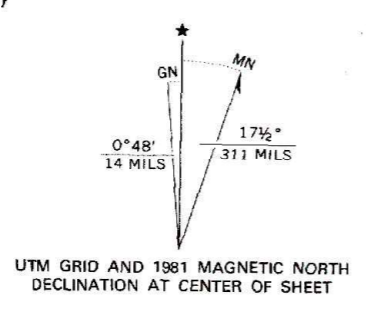 ★
GN
MN
0°48'
14 MILS
17½°
311 MILS
UTM GRID AND 1981 MAGNETIC NORTH
DECLINATION AT CENTER OF SHEET